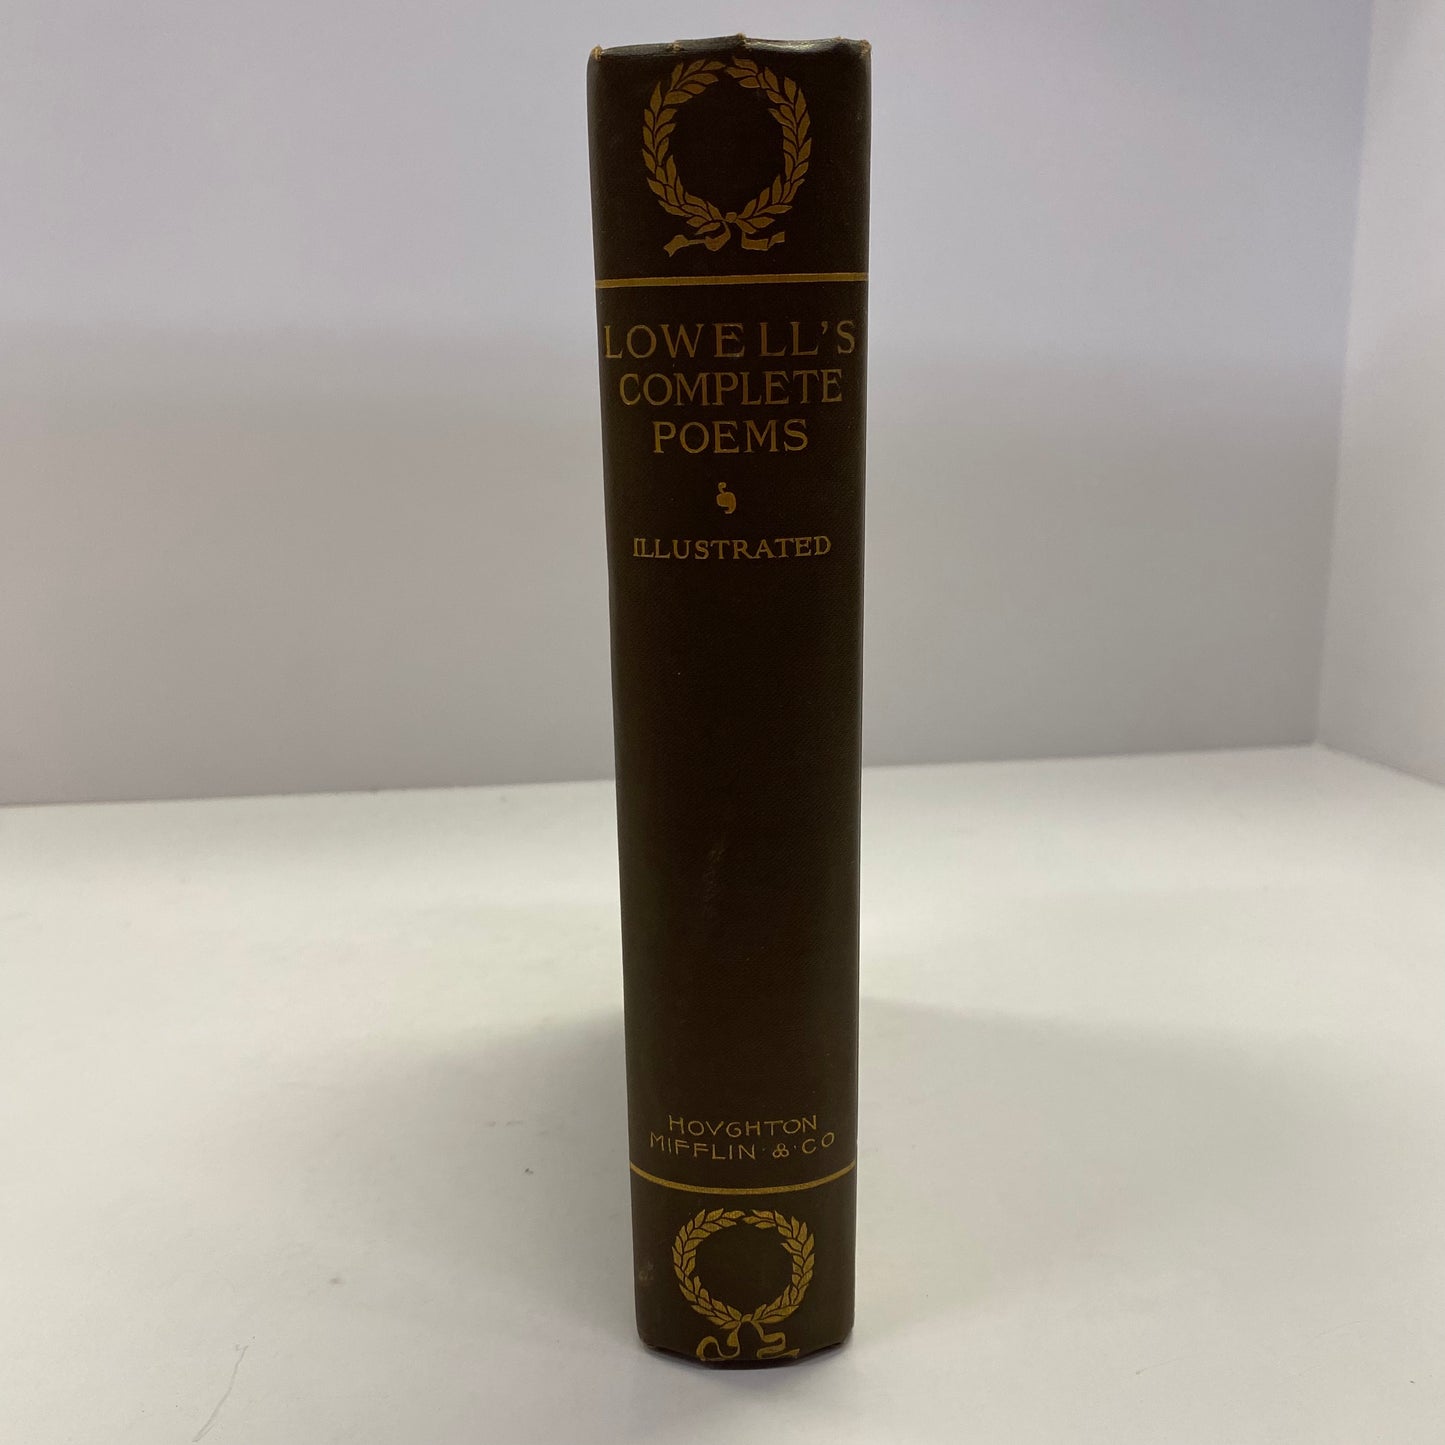 LOWELL'S
COMPLETE
POEMS
ILLUSTRATED
HOVGHTON
MIFFLIN & CO